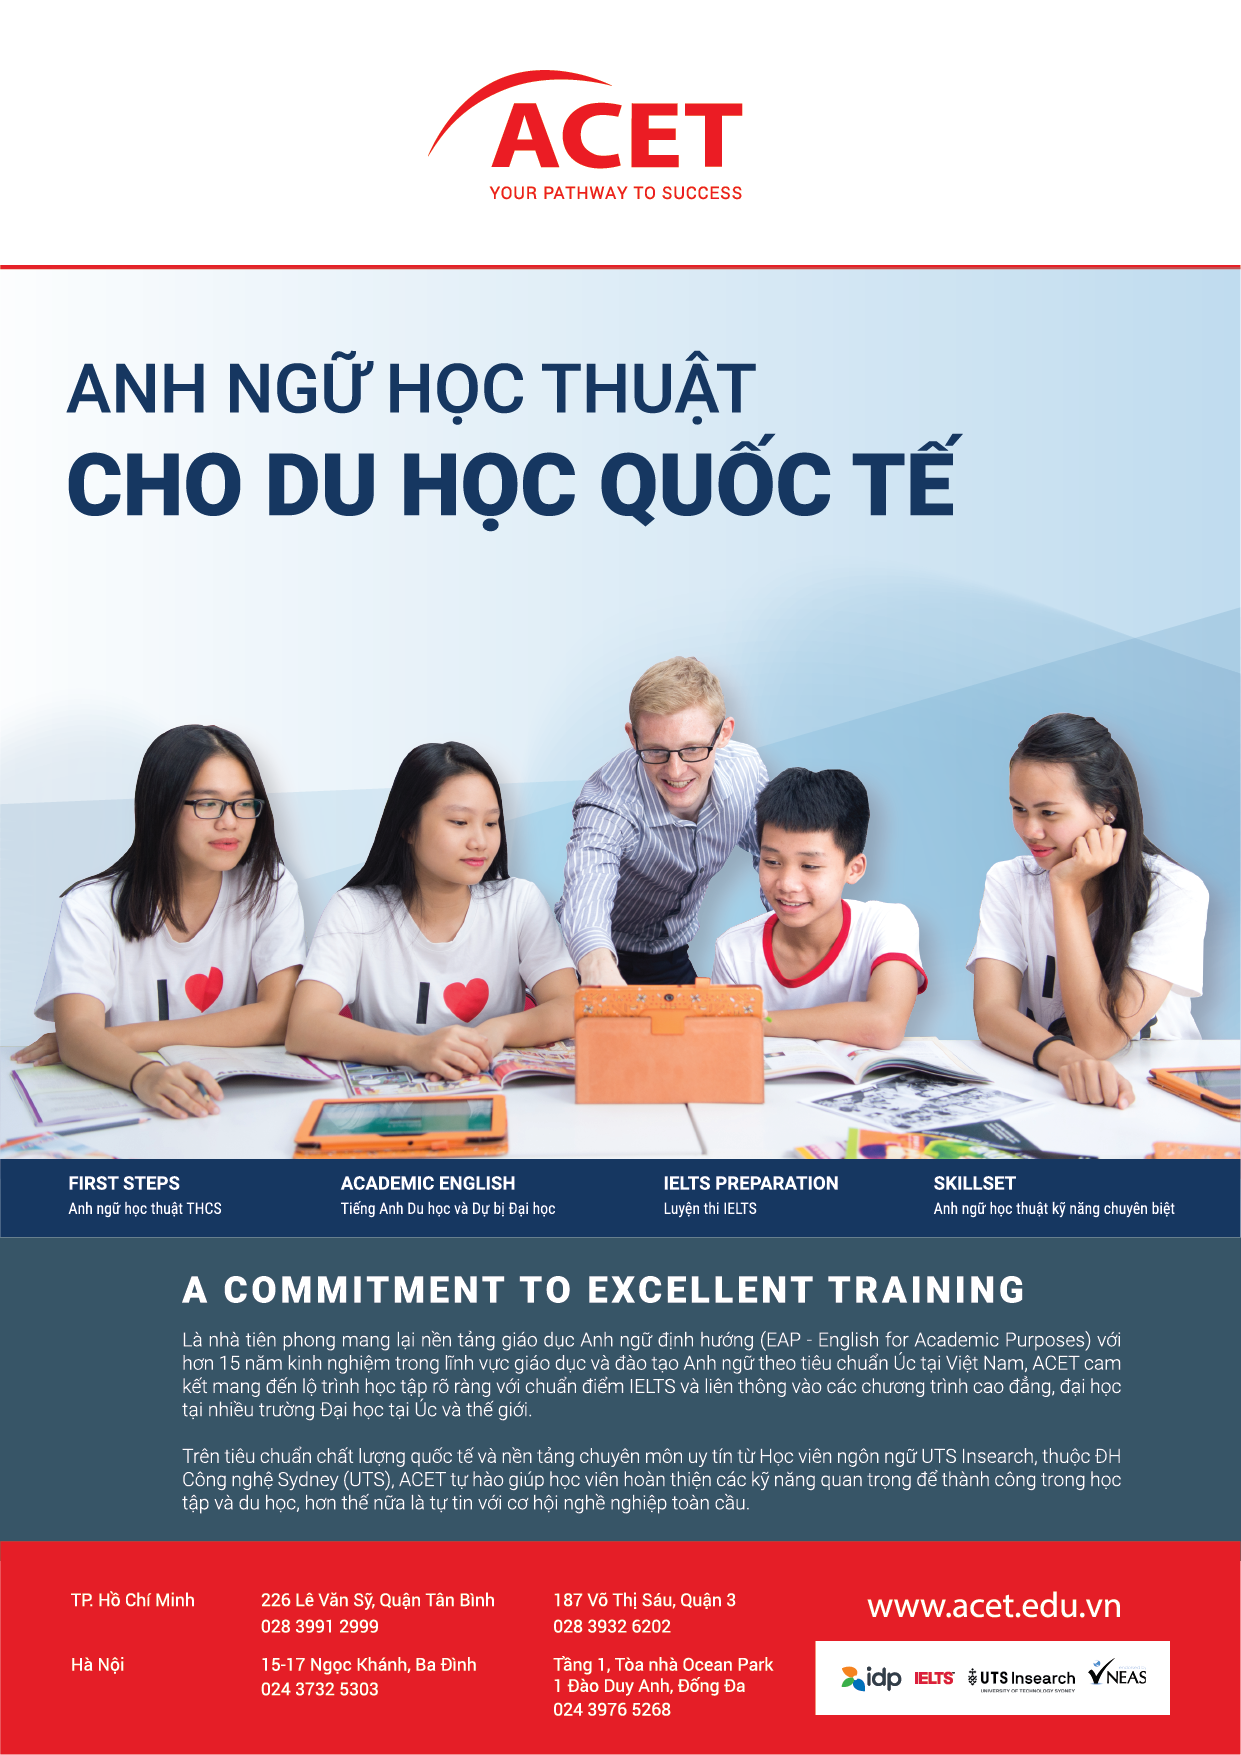 ACET
YOUR PATHWAY TO SUCCESS
ANH NGỮ HỌC THUẬT
CHO DU HỌC QUỐC TẾ
I
I
I
FIRST STEPS
Anh ngữ học thuật THCS
ACADEMIC ENGLISH
Tiếng Anh Du học và Dự bị Đại học
IELTS PREPARATION
Luyện thi IELTS
SKILLSET
Anh ngữ học thuật kỹ năng chuyên biệt
A COMMITMENT TO EXCELLENT TRAINING
Là nhà tiên phong mang lại nền tảng giáo dục Anh ngữ định hướng (EAP - English for Academic Purposes) với
hơn 15 năm kinh nghiệm trong lĩnh vực giáo dục và đào tạo Anh ngữ theo tiêu chuẩn Úc tại Việt Nam, ACET cam
kết mang đến lộ trình học tập rõ ràng với chuẩn điểm IELTS và liên thông vào các chương trình cao đẳng, đại học
tại nhiều trường Đại học tại Úc và thế giới.
Trên tiêu chuẩn chất lượng quốc tế và nền tảng chuyên môn uy tín từ Học viên ngôn ngữ UTS Insearch, thuộc ĐH
Công nghệ Sydney (UTS), ACET tự hào giúp học viên hoàn thiện các kỹ năng quan trọng để thành công trong học
tập và du học, hơn thế nữa là tự tin với cơ hội nghề nghiệp toàn cầu.
TP. Hồ Chí Minh
226 Lê Văn Sỹ, Quận Tân Bình
028 3991 2999
187 Võ Thị Sáu, Quận 3
028 3932 6202
Hà Nội
15-17 Ngọc Khánh, Ba Đình
024 3732 5303
Tầng 1, Tòa nhà Ocean Park
1 Đào Duy Anh, Đống Đa
024 3976 5268
www.acet.edu.vn
idp
IELTS
UTS Insearch
UNIVERSITY OF TECHNOLOGY SYDNEY
NEAS